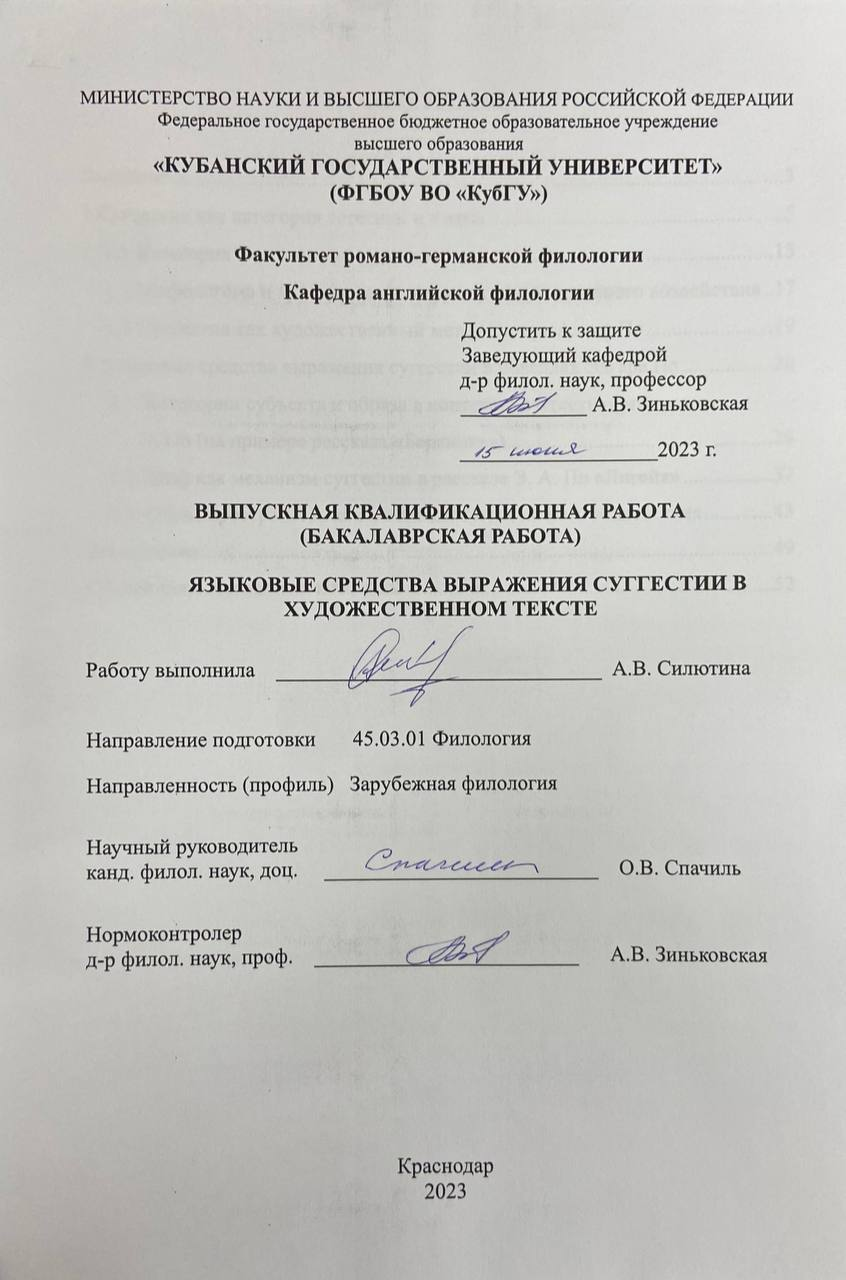 МИНИСТЕРСТВО НАУКИ И ВЫСШЕГО ОБРАЗОВАНИЯ РОССИЙСКОЙ ФЕДЕРАЦИИ
Федеральное государственное бюджетное образовательное учреждение
высшего образования
«КУБАНСКИЙ ГОСУДАРСТВЕННЫЙ УНИВЕРСИТЕТ»
(ФГБОУ ВО «КубГУ»)
Факультет романо-германской филологии
Кафедра английской филологии
Допустить к защите
Заведующий кафедрой
д-р филол. наук, профессор
А.В. Зиньковская
15 июня 2023 г.
ВЫПУСКНАЯ КВАЛИФИКАЦИОННАЯ РАБОТА
(БАКАЛАВРСКАЯ РАБОТА)
ЯЗЫКОВЫЕ СРЕДСТВА ВЫРАЖЕНИЯ СУГГЕСТИИ В
ХУДОЖЕСТВЕННОМ ТЕКСТЕ
Работу выполнила А.В. Силютина
Направление подготовки 45.03.01 Филология
Направленность (профиль) Зарубежная филология
Научный руководитель
канд. филол. наук, доц. О.В. Спачиль
Нормоконтролер
д-р филол. наук, проф. А.В. Зиньковская
Краснодар
2023